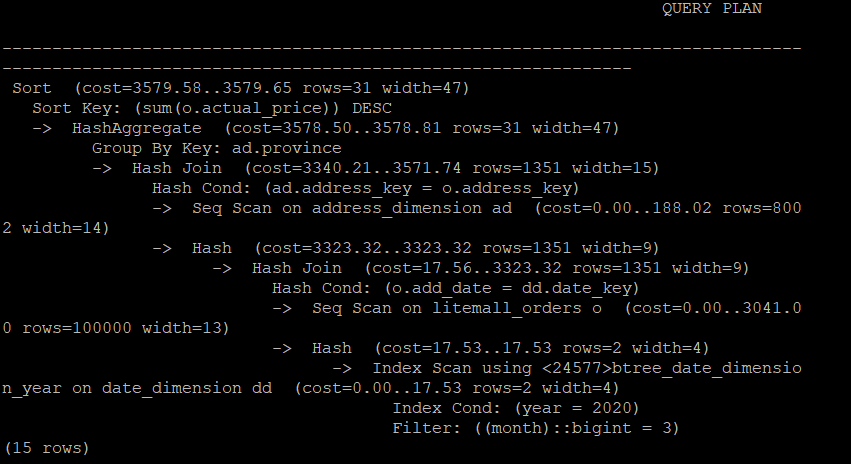 QUERY PLAN
--------------------------------------------------------------------------------
---------------------------------------------------------------
 Sort  (cost=3579.58..3579.65 rows=31 width=47)
   Sort Key: (sum(o.actual_price)) DESC
   ->  HashAggregate  (cost=3578.50..3578.81 rows=31 width=47)
         Group By Key: ad.province
         ->  Hash Join  (cost=3340.21..3571.74 rows=1351 width=15)
               Hash Cond: (ad.address_key = o.address_key)
               ->  Seq Scan on address_dimension ad  (cost=0.00..188.02 rows=800
2 width=14)
               ->  Hash  (cost=3323.32..3323.32 rows=1351 width=9)
                     ->  Hash Join  (cost=17.56..3323.32 rows=1351 width=9)
                           Hash Cond: (o.add_date = dd.date_key)
                           ->  Seq Scan on litemall_orders o  (cost=0.00..3041.0
0 rows=100000 width=13)
                           ->  Hash  (cost=17.53..17.53 rows=2 width=4)
                                 ->  Index Scan using <24577>btree_date_dimensio
n_year on date_dimension dd  (cost=0.00..17.53 rows=2 width=4)
                                       Index Cond: (year = 2020)
                                       Filter: ((month)::bigint = 3)
(15 rows)